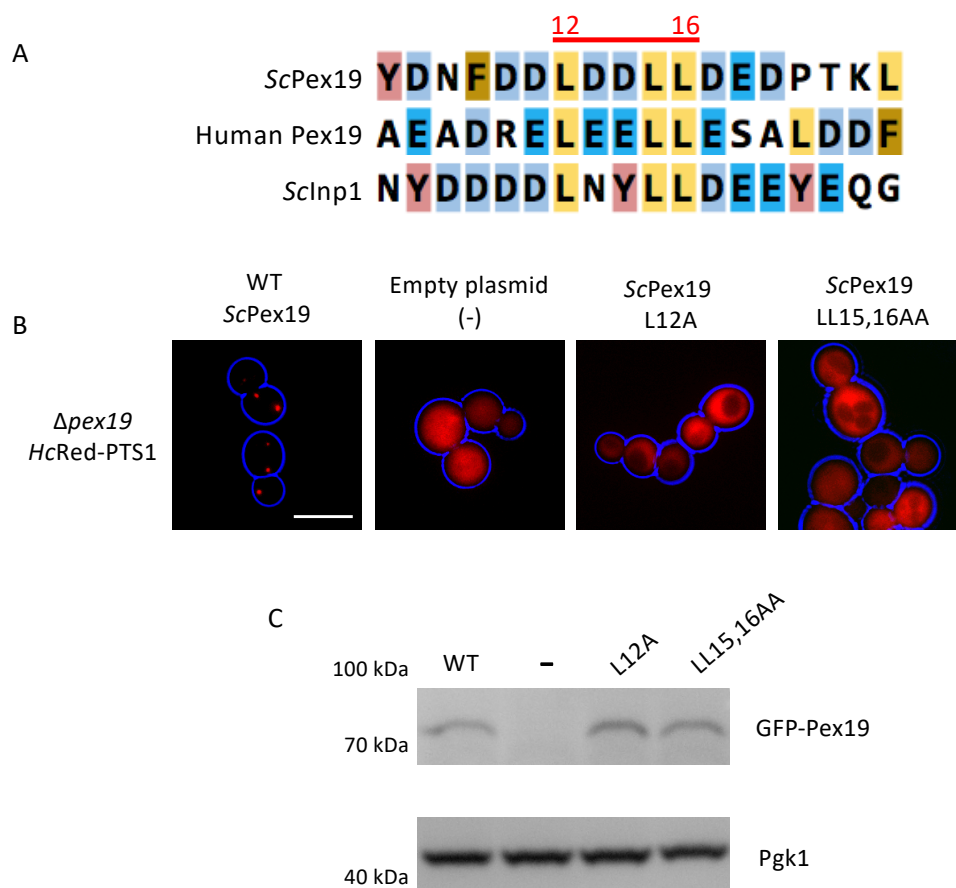 A
12 16
ScPex19 YDNFDDLDDLLDEDPTKL
Human Pex19 AEADRELEELLESALDDF
ScInp1 NYDDDDLNYLLDEEYEQG
B
WT
ScPex19
Empty plasmid
(-)
ScPex19
L12A
ScPex19
LL15,16AA
Δpex19
HcRed-PTS1
C
WT
–
L12A
LL15,16AA
100 kDa
70 kDa
GFP-Pex19
40 kDa
Pgk1